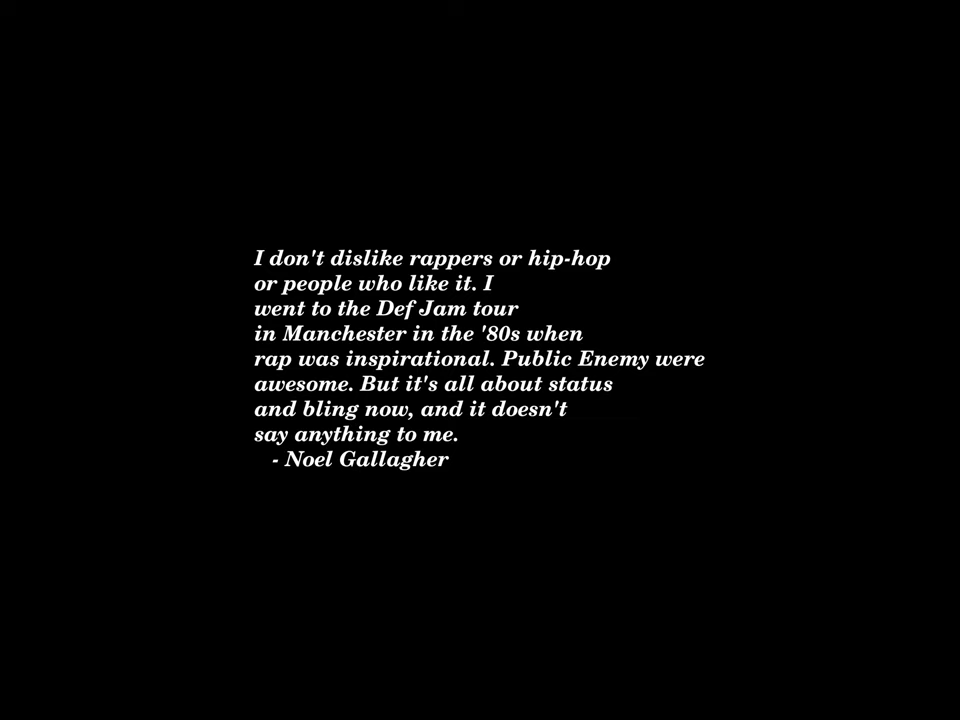 I don't dislike rappers or hip-hop
or people who like it. I
went to the Def Jam tour
in Manchester in the '80s when
rap was inspirational. Public Enemy were
awesome. But it's all about status
and bling now, and it doesn't
say anything to me.
- Noel Gallagher